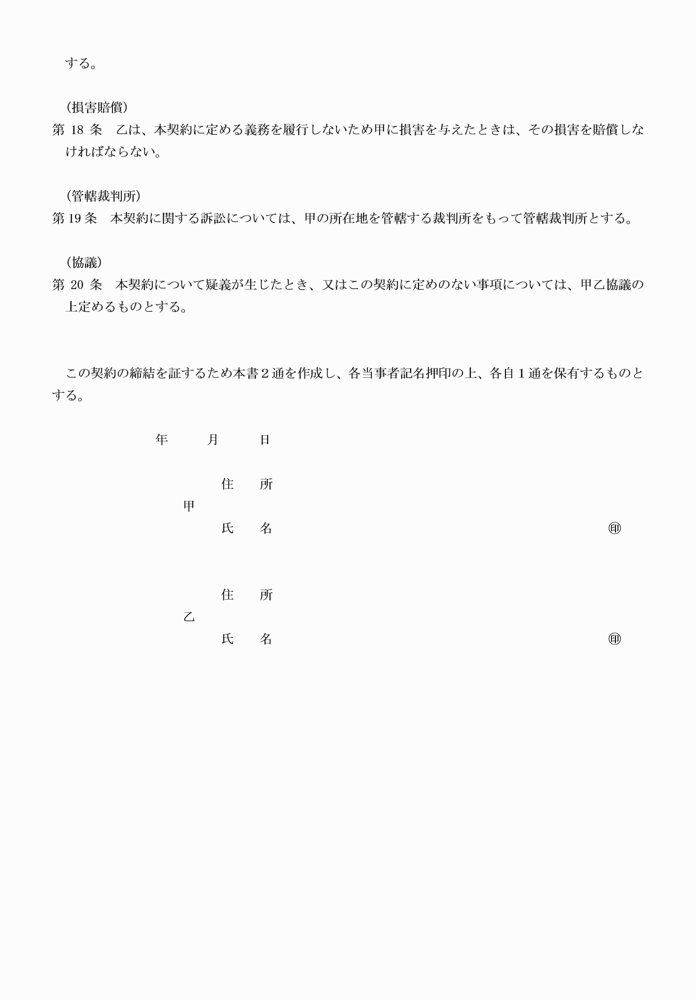 する。
（損害賠償）
第 18 条　乙は、本契約に定める義務を履行しないため甲に損害を与えたときは、その損害を賠償しな
ければならない。
（管轄裁判所）
第 19 条　本契約に関する訴訟については、甲の所在地を管轄する裁判所をもって管轄裁判所とする。
（協議）
第 20 条　本契約について疑義が生じたとき、又はこの契約に定めのない事項については、甲乙協議の
上定めるものとする。
この契約の締結を証するため本書２通を作成し、各当事者記名押印の上、各自１通を保有するものと
する。
年　　　月　　　日
住　　所
甲
氏　　名　　　　　　　　　　㊞
住　　所
乙
氏　　名　　　　　　　　　　㊞